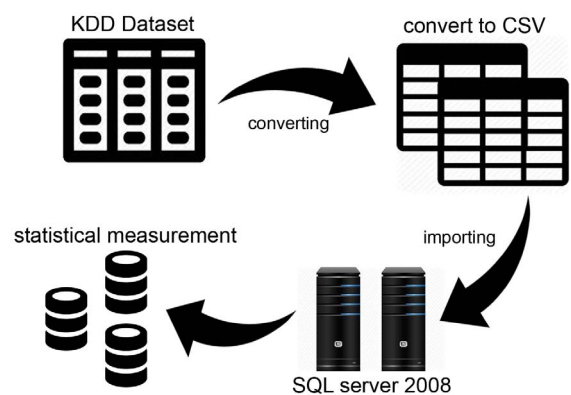 KDD Dataset
convert to CSV
converting
statistical measurement
importing
SQL server 2008